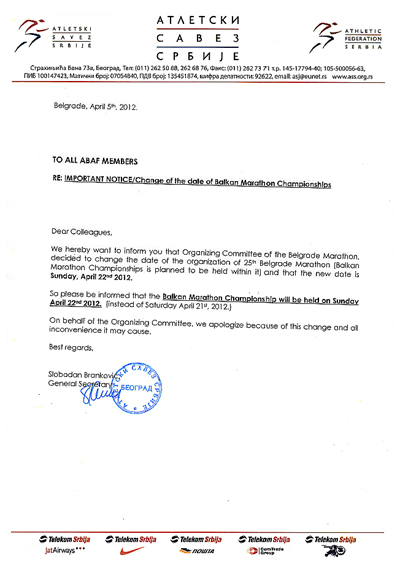 ATLETSKI
SAVEZ
SRBIJE
АТЛЕТСКИ
САВЕЗ
СРБИЈЕ
ATHLETIC
FEDERATION
SERBIA
Страхињића Бана 73а, Београд, Тел: (011) 262 50 88, 262 68 76, Факс: (011) 262 73 71 т.р. 145-17794-40; 105-500056-63,
ПИБ 100147423, Матични број: 07054840, ПДВ број: 135451874, шифра делатности: 92622, email: asj@eunet.rs www.ass.org.rs
Belgrade, April 5th. 2012.
TO ALL ABAF MEMBERS
RE: IMPORTANT NOTICE/Change of the date of Balkan Marathon Championships
Dear Colleagues,
We hereby want to inform you that Organizing Committee of the Belgrade Marathon,
decided to change the date of the organization of 25th Belgrade Marathon (Balkan
Marathon Championships is planned to be held within it) and that the new date is
Sunday, April 22nd 2012.
So please be informed that the Balkan Marathon Championship will be held on Sunday
April 22nd 2012. (instead of Saturday April 21st, 2012.)
On behalf of the Organizing Committee, we apologize because of this change and all
inconvenience it may cause.
Best regards,
Slobodan Branković
General Secretary
АТЛЕТСКИ САВЕЗ СРБИЈЕ
БЕОГРАД
Telekom Srbija Telekom Srbija Telekom Srbija Telekom Srbija Telekom Srbija
JatAirways ПОШТА ComTrade Group